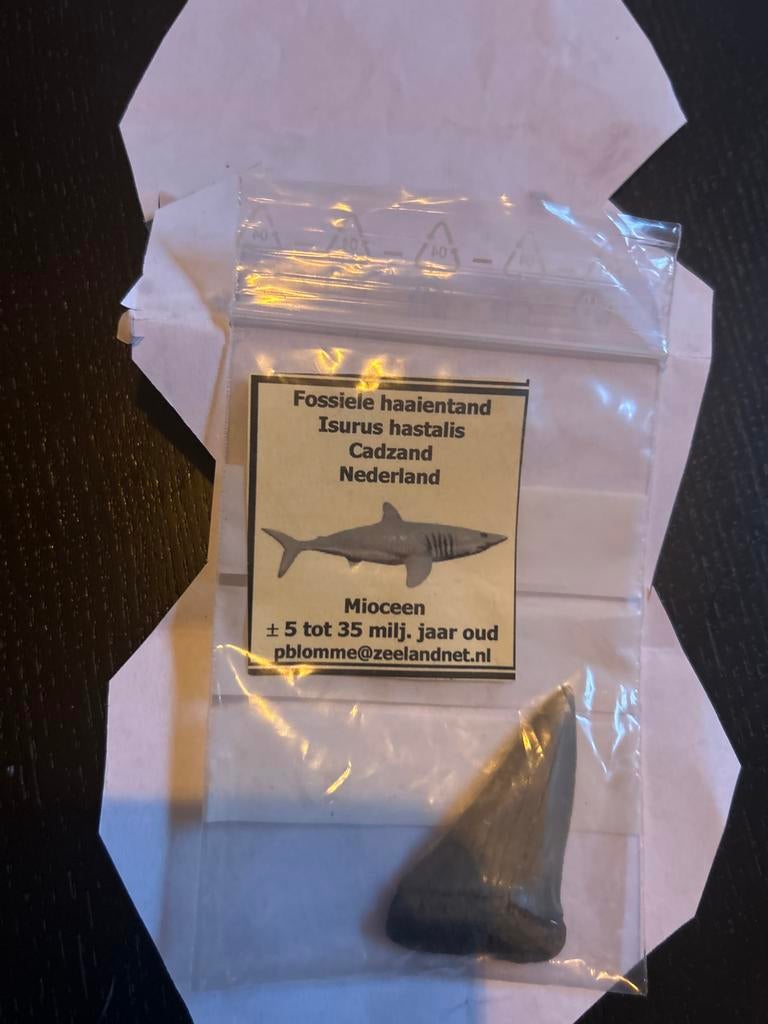 Fossiele haaientand
Isurus hastalis
Cadzand
Nederland
Mioceen
± 5 tot 35 milj. jaar oud
pblomme@zeelandnet.nl